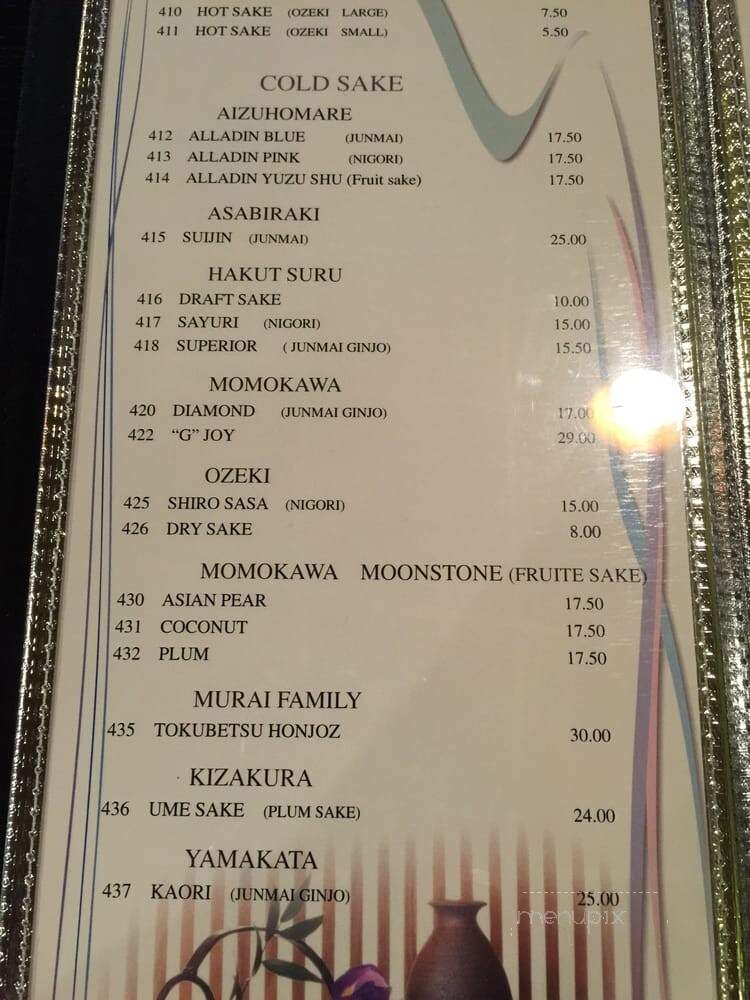 410 HOT SAKE (OZEKI LARGE) 7.50
411 HOT SAKE (OZEKI SMALL) 5.50
COLD SAKE
AIZUHOMARE
412 ALLADIN BLUE (JUNMAI) 17.50
413 ALLADIN PINK (NIGORI) 17.50
414 ALLADIN YUZU SHU (Fruit sake) 17.50
ASABIRAKI
415 SUIJIN (JUNMAI) 25.00
HAKUT SURU
416 DRAFT SAKE 10.00
417 SAYURI (NIGORI) 15.00
418 SUPERIOR ( JUNMAI GINJO) 15.50
MOMOKAWA
420 DIAMOND (JUNMAI GINJO) 17.00
422 “G” JOY 29.00
OZEKI
425 SHIRO SASA (NIGORI) 15.00
426 DRY SAKE 8.00
MOMOKAWA MOONSTONE (FRUITE SAKE)
430 ASIAN PEAR 17.50
431 COCONUT 17.50
432 PLUM 17.50
MURAI FAMILY
435 TOKUBETSU HONJOZ 30.00
KIZAKURA
436 UME SAKE (PLUM SAKE) 24.00
YAMAKATA
437 KAORI (JUNMAI GINJO) 25.00
menupix